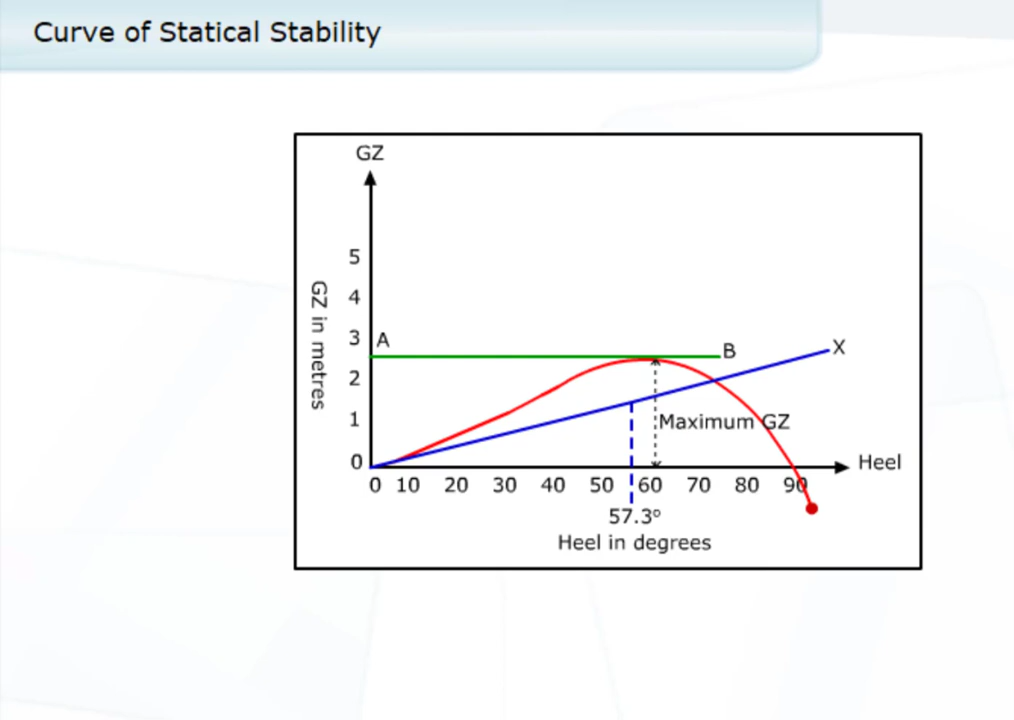 Curve of Statical Stability
GZ
GZ in metres
5
4
3
2
1
0
A
B
X
Maximum GZ
Heel
0 10 20 30 40 50 60 70 80 90
57.3º
Heel in degrees